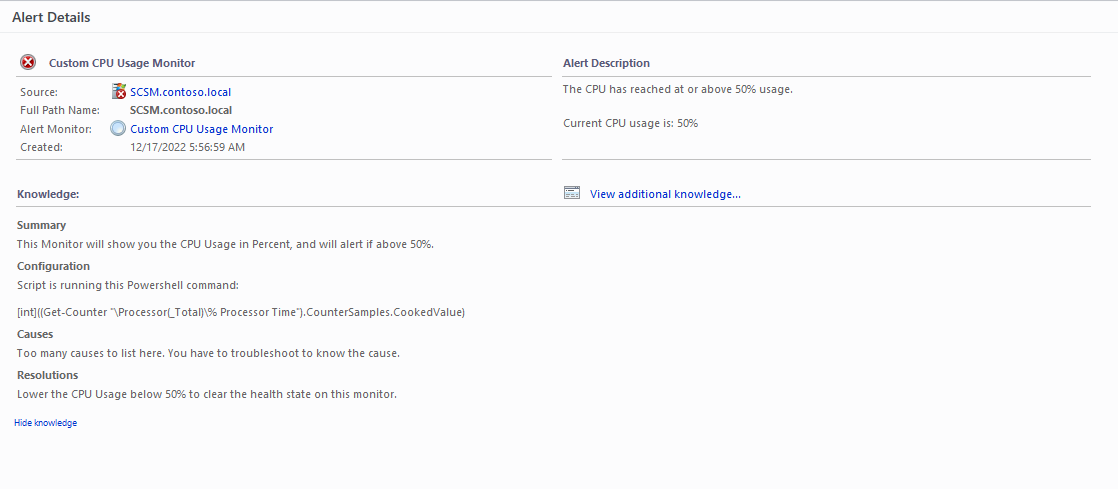 Alert Details
Custom CPU Usage Monitor
Source: SCSM.contoso.local
Full Path Name: SCSM.contoso.local
Alert Monitor: Custom CPU Usage Monitor
Created: 12/17/2022 5:56:59 AM
Alert Description
The CPU has reached at or above 50% usage.
Current CPU usage is: 50%
Knowledge:
View additional knowledge...
Summary
This Monitor will show you the CPU Usage in Percent, and will alert if above 50%.
Configuration
Script is running this Powershell command:
[int]((Get-Counter "\Processor(_Total)\% Processor Time").CounterSamples.CookedValue)
Causes
Too many causes to list here. You have to troubleshoot to know the cause.
Resolutions
Lower the CPU Usage below 50% to clear the health state on this monitor.
Hide knowledge